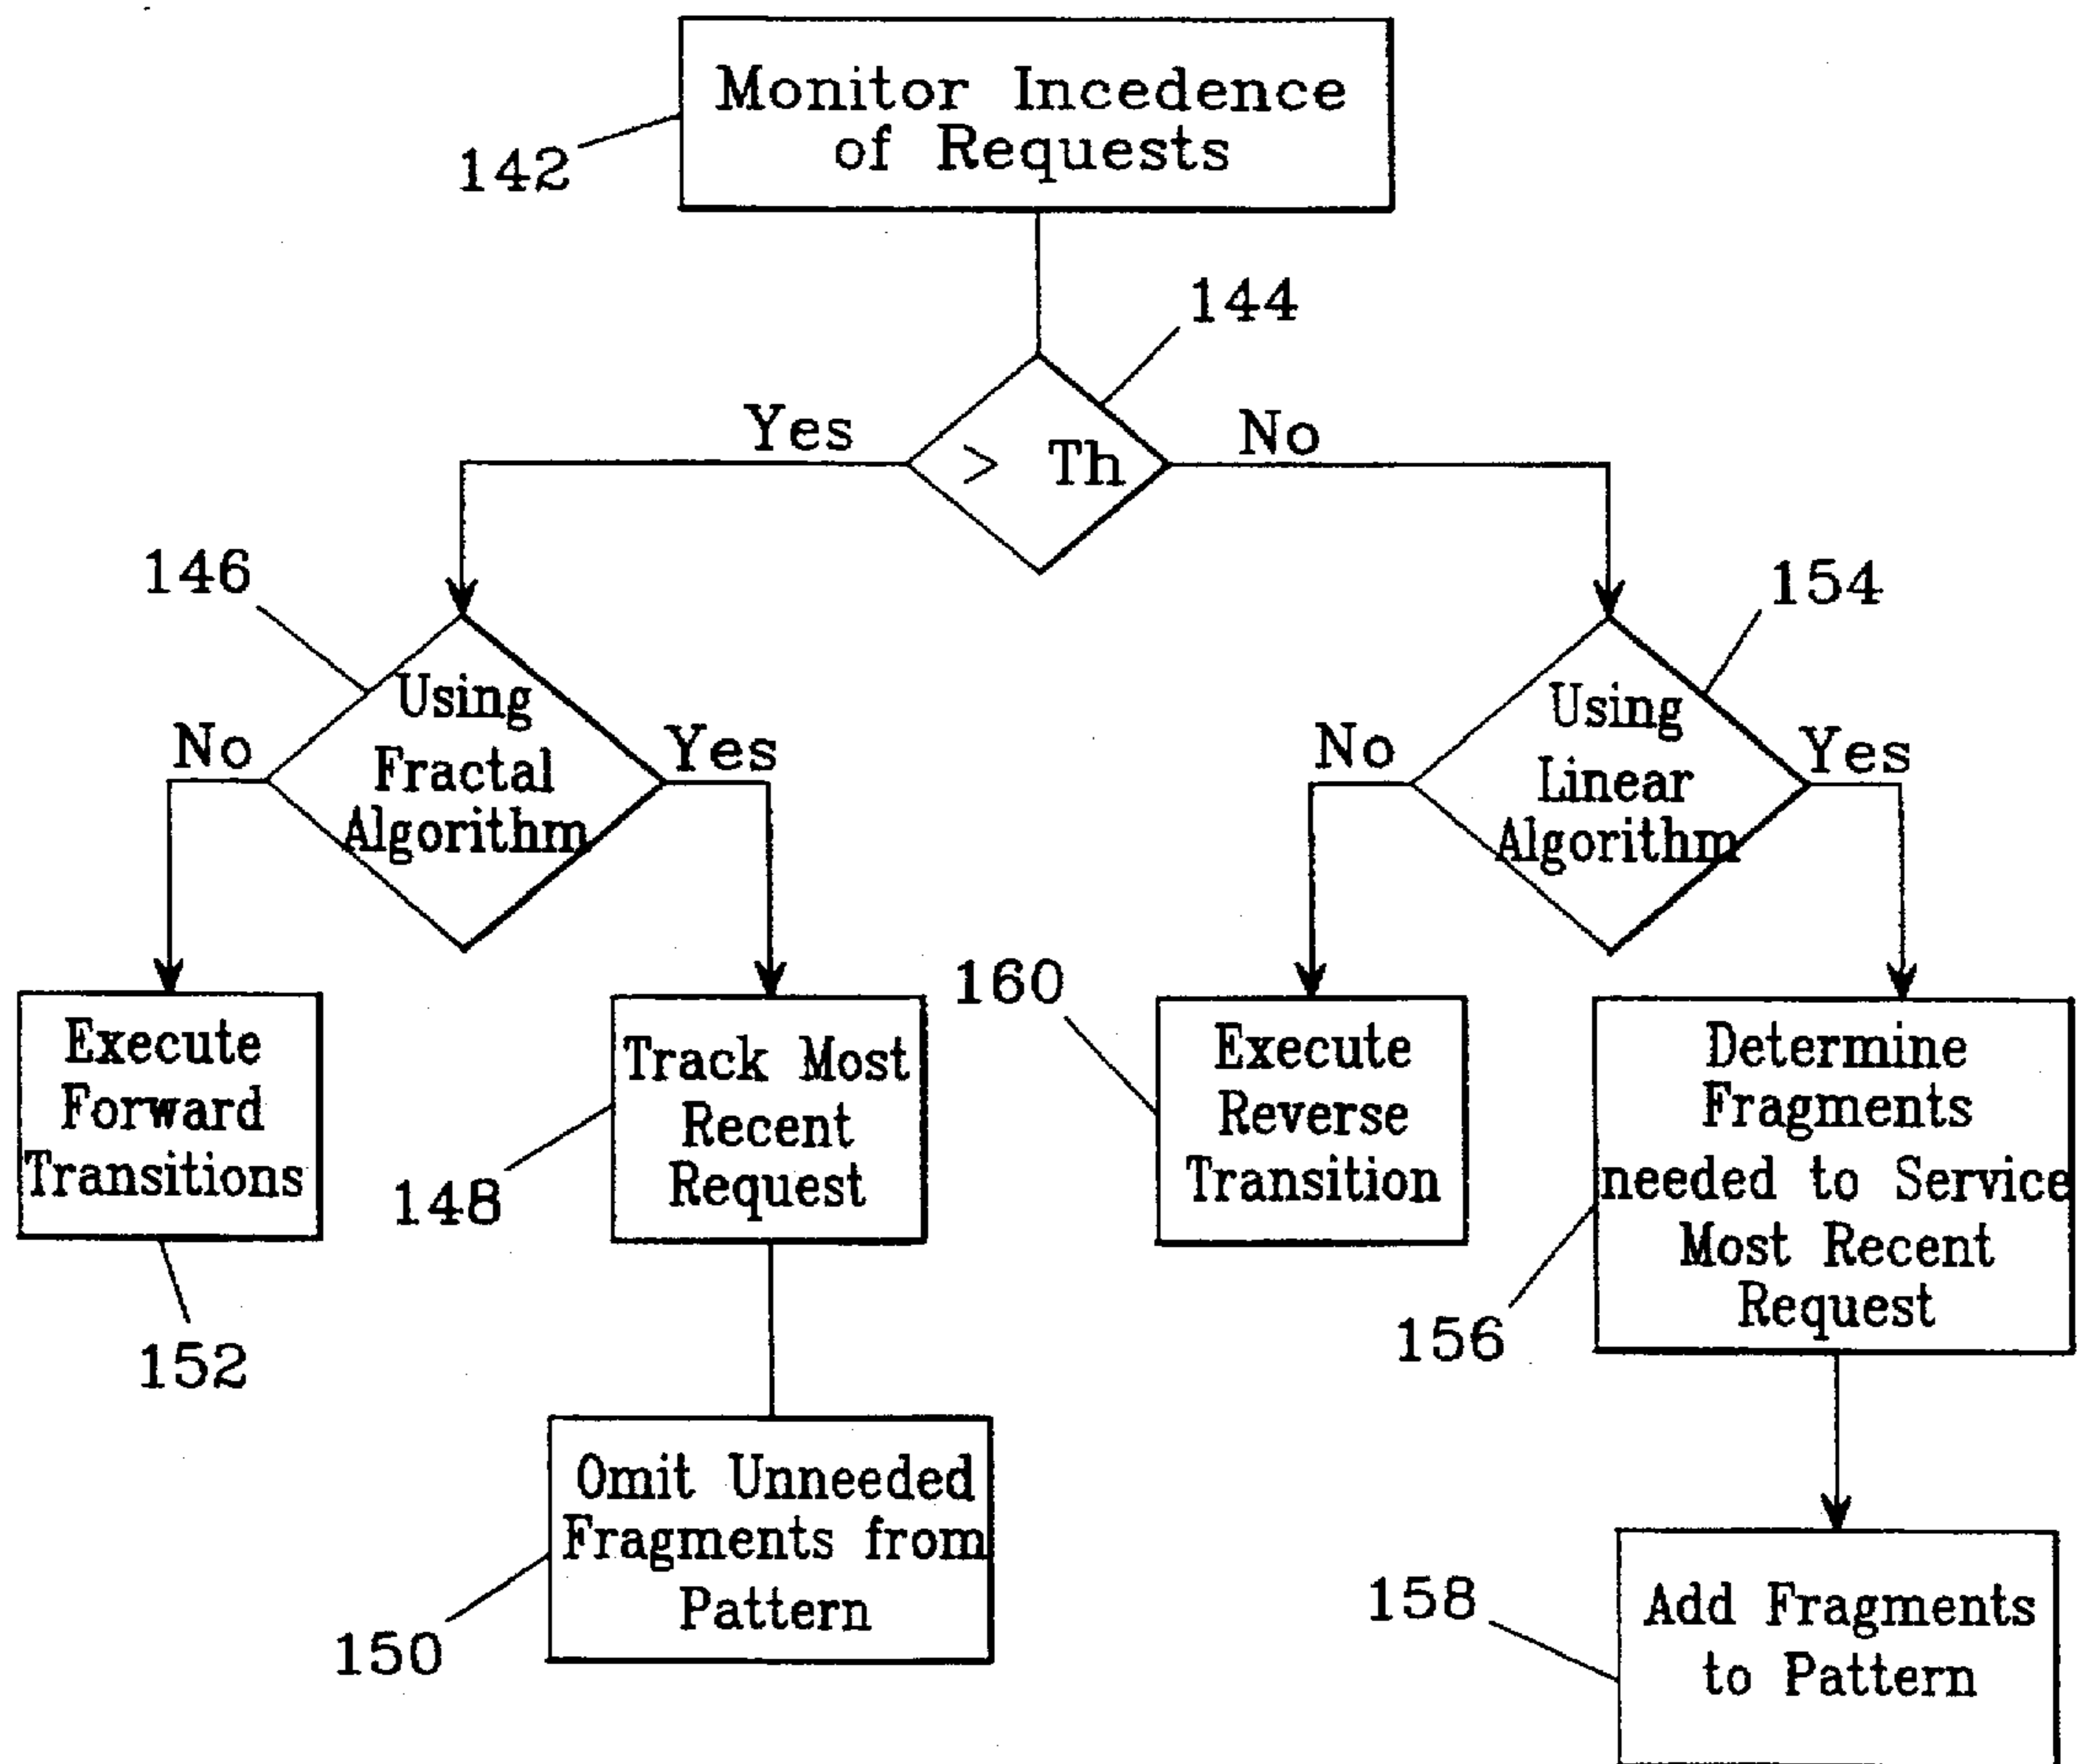 Monitor Incedence
of Requests
142
144
Yes
> Th
No
146
154
Using
Fractal
Algorithm
No
Yes
Using
Linear
Algorithm
No
Yes
Execute
Forward
Transitions
152
Track Most
Recent
Request
148
160
Execute
Reverse
Transition
Determine
Fragments
needed to Service
Most Recent
Request
156
Omit Unneeded
Fragments from
Pattern
150
158
Add Fragments
to Pattern